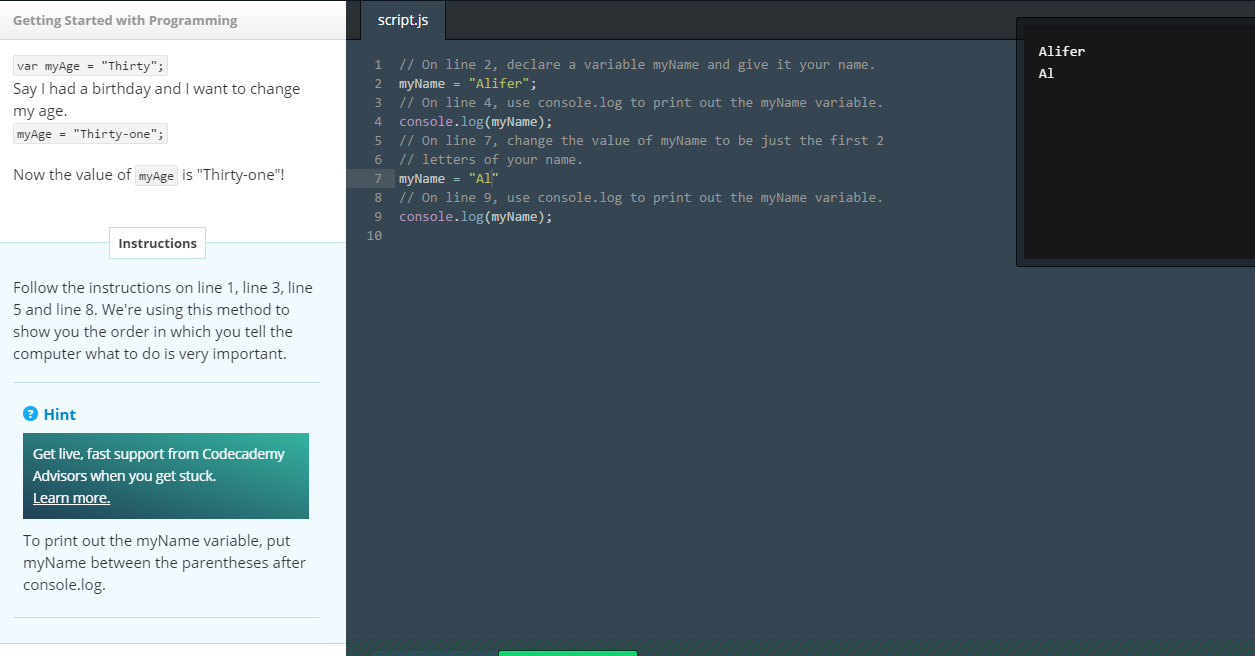 Getting Started with Programming
var myAge = "Thirty";
Say I had a birthday and I want to change
my age.
myAge = "Thirty-one";
Now the value of myAge is "Thirty-one"!
Instructions
Follow the instructions on line 1, line 3, line
5 and line 8. We're using this method to
show you the order in which you tell the
computer what to do is very important.
? Hint
Get live, fast support from Codecademy
Advisors when you get stuck.
Learn more.
To print out the myName variable, put
myName between the parentheses after
console.log.
script.js
1 // On line 2, declare a variable myName and give it your name.
2 myName = "Alifer";
3 // On line 4, use console.log to print out the myName variable.
4 console.log(myName);
5 // On line 7, change the value of myName to be just the first 2
6 // letters of your name.
7 myName = "Al"
8 // On line 9, use console.log to print out the myName variable.
9 console.log(myName);
10
Alifer
Al